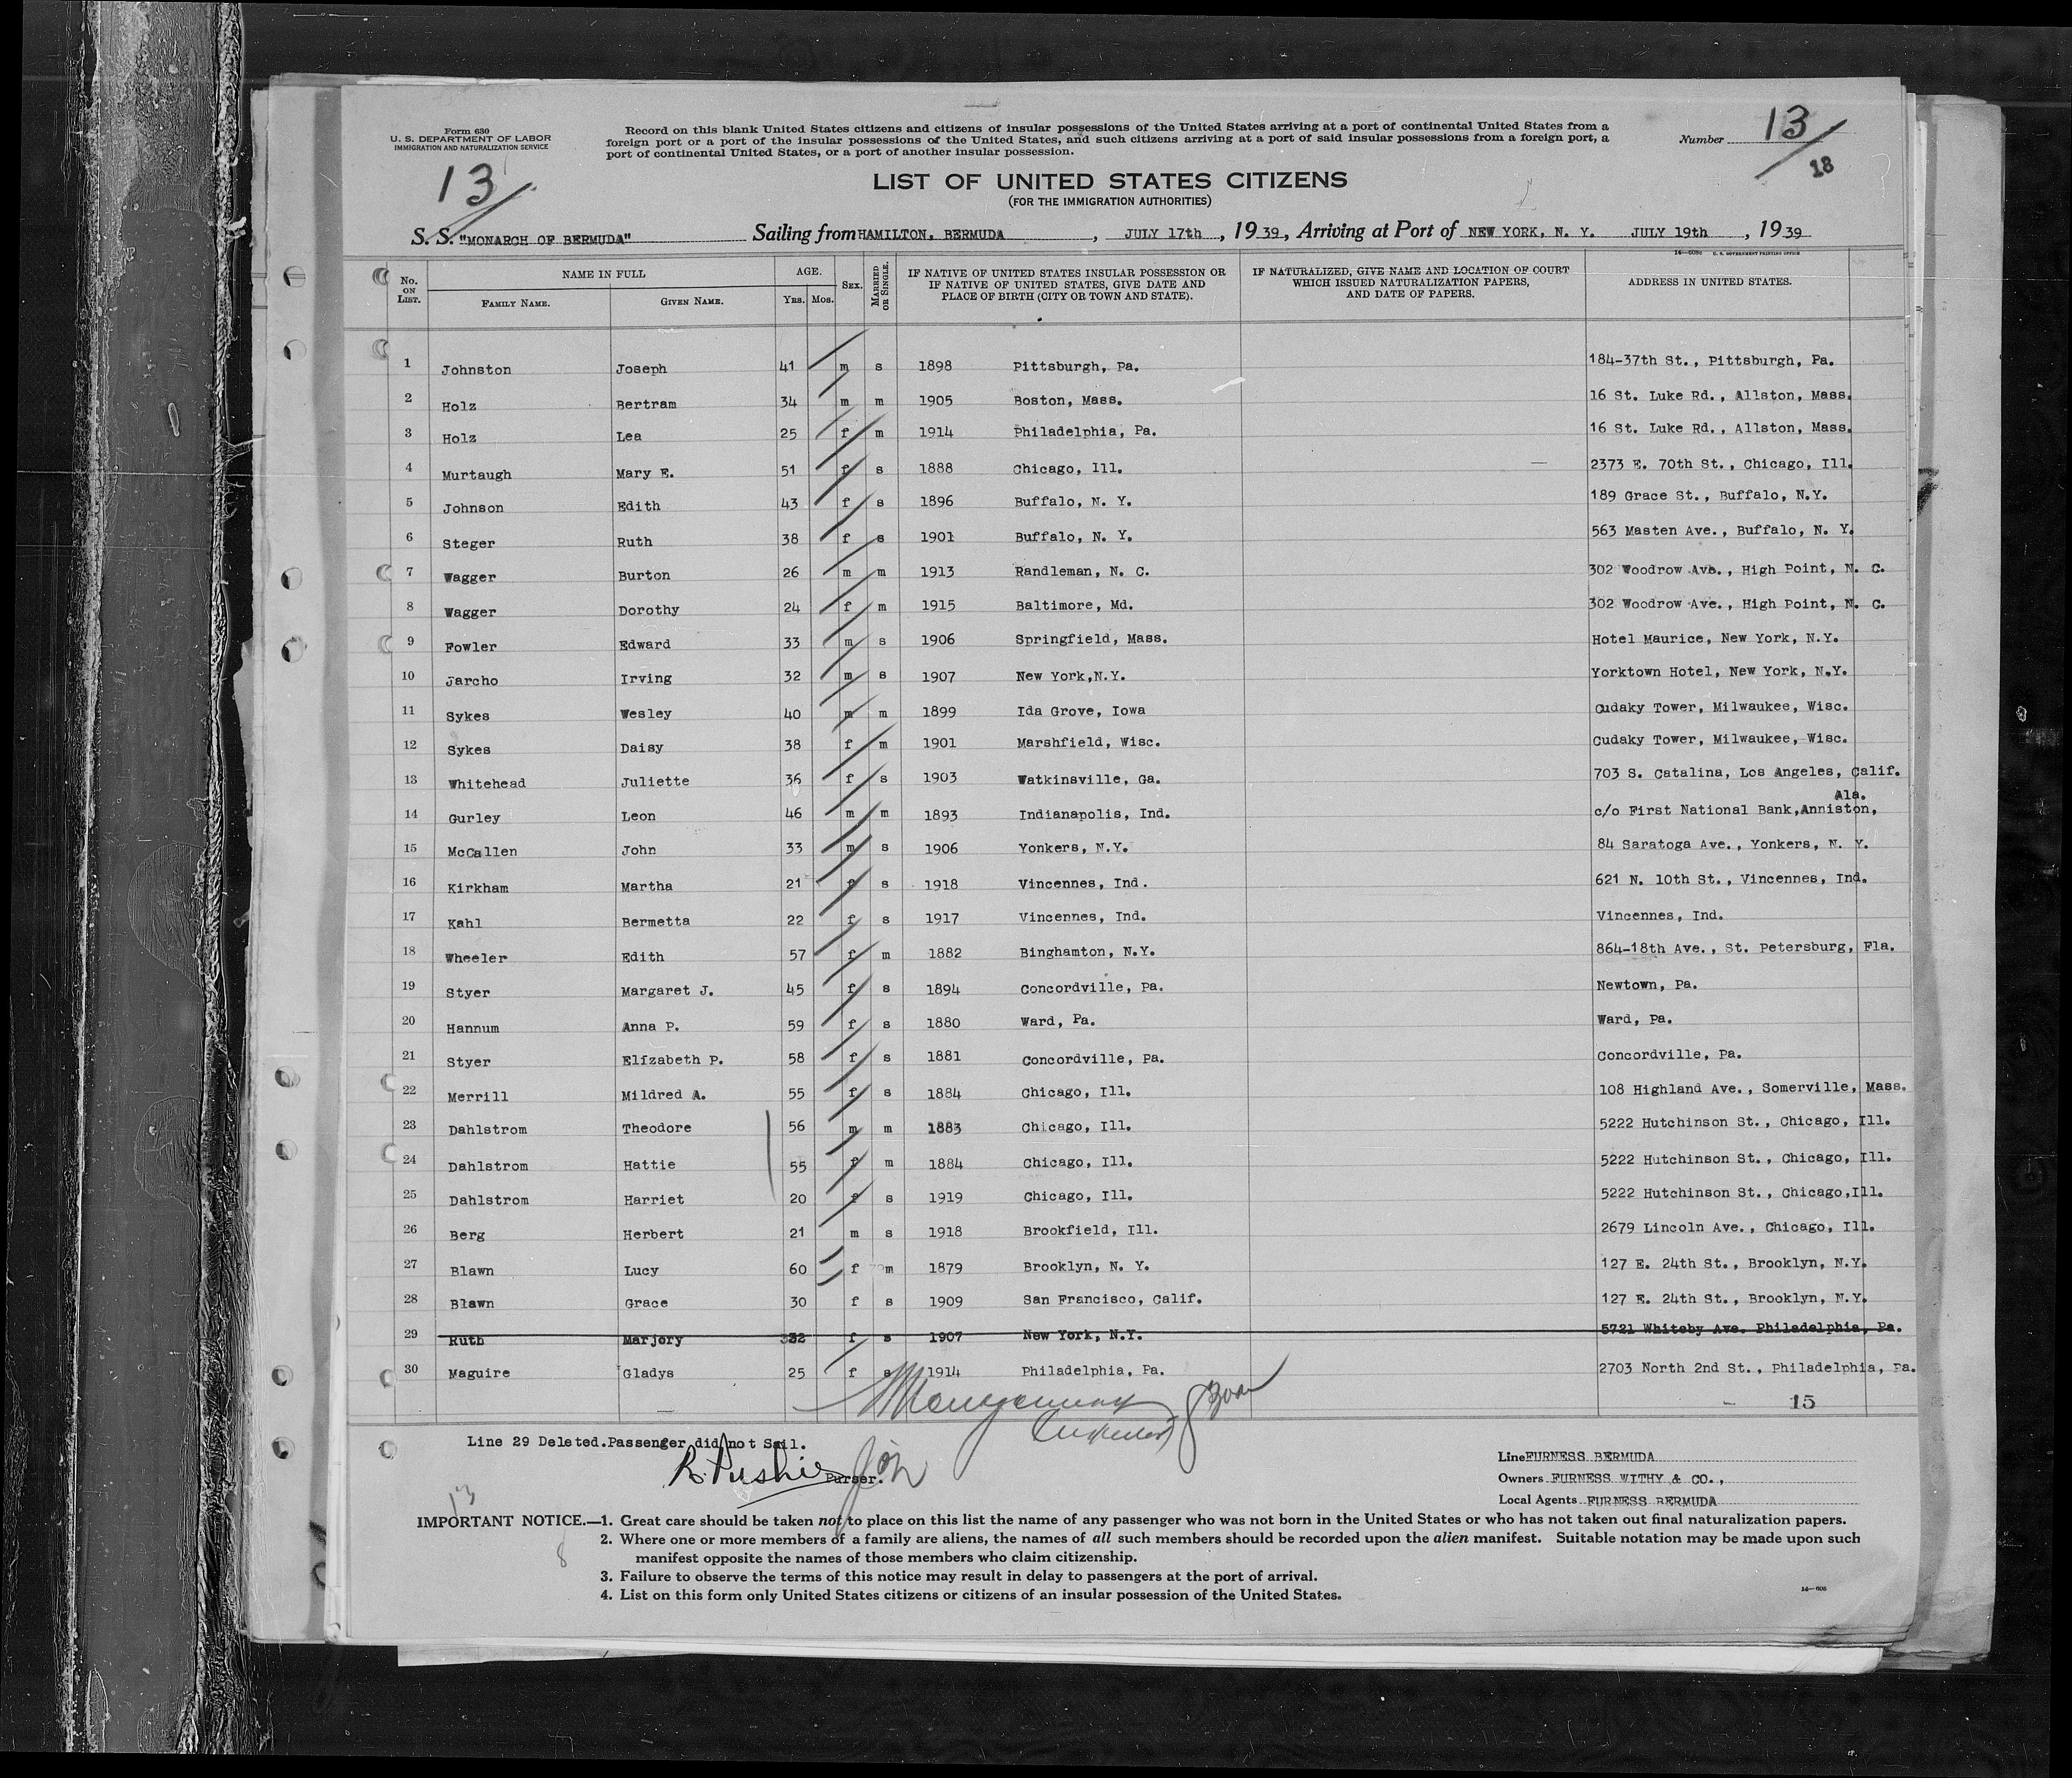 Form 630
U. S. DEPARTMENT OF LABOR
IMMIGRATION AND NATURALIZATION SERVICE
Record on this blank United States citizens and citizens of insular possessions of the United States arriving at a port of continental United States from a
foreign port or a port of the insular possessions of the United States, and such citizens arriving at a port of said insular possessions from a foreign port, a
port of continental United States, or a port of another insular possession.
Number 13
18
13
LIST OF UNITED STATES CITIZENS
(FOR THE IMMIGRATION AUTHORITIES)
S. S. "MONARCH OF BERMUDA" Sailing from HAMILTON, BERMUDA, JULY 17th, 1939, Arriving at Port of NEW YORK, N. Y. JULY 19th, 1939
No. ON LIST. NAME IN FULL FAMILY NAME. GIVEN NAME. AGE. Yrs. Mos. SEX. MARRIED OR SINGLE. IF NATIVE OF UNITED STATES INSULAR POSSESSION OR IF NATIVE OF UNITED STATES, GIVE DATE AND PLACE OF BIRTH (CITY OR TOWN AND STATE). IF NATURALIZED, GIVE NAME AND LOCATION OF COURT WHICH ISSUED NATURALIZATION PAPERS, AND DATE OF PAPERS. ADDRESS IN UNITED STATES.
1 Johnston Joseph 41 m s 1898 Pittsburgh, Pa. 184-37th St., Pittsburgh, Pa.
2 Holz Bertram 34 m m 1905 Boston, Mass. 16 St. Luke Rd., Allston, Mass.
3 Holz Lea 25 f m 1914 Philadelphia, Pa. 16 St. Luke Rd., Allston, Mass.
4 Murtaugh Mary E. 51 f s 1888 Chicago, Ill. 2373 E. 70th St., Chicago, Ill.
5 Johnson Edith 43 f s 1896 Buffalo, N. Y. 189 Grace St., Buffalo, N.Y.
6 Steger Ruth 38 f s 1901 Buffalo, N. Y. 563 Masten Ave., Buffalo, N. Y.
7 Wagger Burton 26 m m 1913 Randleman, N. C. 302 Woodrow Ave., High Point, N. C.
8 Wagger Dorothy 24 f m 1915 Baltimore, Md. 302 Woodrow Ave., High Point, N. C.
9 Fowler Edward 33 m s 1906 Springfield, Mass. Hotel Maurice, New York, N.Y.
10 Jarcho Irving 32 m s 1907 New York,N.Y. Yorktown Hotel, New York, N.Y.
11 Sykes Wesley 40 m m 1899 Ida Grove, Iowa Cudaky Tower, Milwaukee, Wisc.
12 Sykes Daisy 38 f m 1901 Marshfield, Wisc. Cudaky Tower, Milwaukee, Wisc.
13 Whitehead Juliette 36 f s 1903 Watkinsville, Ga. 703 S. Catalina, Los Angeles, Calif.
14 Gurley Leon 46 m m 1893 Indianapolis, Ind. c/o First National Bank,Anniston, Ala.
15 McCallen John 33 m s 1906 Yonkers, N.Y. 84 Saratoga Ave., Yonkers, N. Y.
16 Kirkham Martha 21 f s 1918 Vincennes, Ind. 621 N. 10th St., Vincennes, Ind.
17 Kahl Bermetta 22 f s 1917 Vincennes, Ind. Vincennes, Ind.
18 Wheeler Edith 57 f m 1882 Binghamton, N.Y. 864-18th Ave., St. Petersburg, Fla.
19 Styer Margaret J. 45 f s 1894 Concordville, Pa. Newtown, Pa.
20 Hannum Anna P. 59 f s 1880 Ward, Pa. Ward, Pa.
21 Styer Elizabeth P. 58 f s 1881 Concordville, Pa. Concordville, Pa.
22 Merrill Mildred A. 55 f s 1884 Chicago, Ill. 108 Highland Ave., Somerville, Mass.
23 Dahlstrom Theodore 56 m m 1883 Chicago, Ill. 5222 Hutchinson St., Chicago, Ill.
24 Dahlstrom Hattie 55 f m 1884 Chicago, Ill. 5222 Hutchinson St., Chicago, Ill.
25 Dahlstrom Harriet 20 f s 1919 Chicago, Ill. 5222 Hutchinson St., Chicago,Ill.
26 Berg Herbert 21 m s 1918 Brookfield, Ill. 2679 Lincoln Ave., Chicago, Ill.
27 Blawn Lucy 60 f m 1879 Brooklyn, N. Y. 127 E. 24th St., Brooklyn, N.Y.
28 Blawn Grace 30 f s 1909 San Francisco, Calif. 127 E. 24th St., Brooklyn, N.Y.
29 Ruth Marjory 32 f s 1907 New York, N.Y. 5721 Whiteby Ave. Philadelphia, Pa.
30 Maguire Gladys 25 f s 1914 Philadelphia, Pa. 2703 North 2nd St., Philadelphia, Pa.
15
Line 29 Deleted.Passenger did not Sail.
Purser.
Line FURNESS BERMUDA
Owners FURNESS WITHY & CO.,
Local Agents FURNESS BERMUDA
13
8
IMPORTANT NOTICE.—1. Great care should be taken not to place on this list the name of any passenger who was not born in the United States or who has not taken out final naturalization papers.
2. Where one or more members of a family are aliens, the names of all such members should be recorded upon the alien manifest. Suitable notation may be made upon such
manifest opposite the names of those members who claim citizenship.
3. Failure to observe the terms of this notice may result in delay to passengers at the port of arrival.
4. List on this form only United States citizens or citizens of an insular possession of the United States.